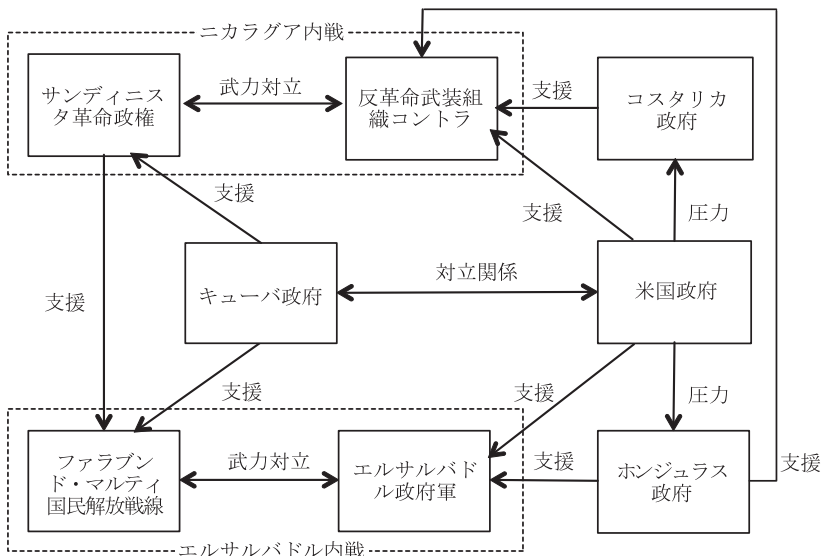 ニカラグア内戦
サンディニス
タ革命政権
武力対立
反革命武装組
織コントラ
支援
コスタリカ
政府
支援
支援
圧力
支援
キューバ政府
対立関係
米国政府
支援
支援
圧力
ファラブン
ド・マルティ
国民解放戦線
武力対立
エルサルバド
ル政府軍
支援
ホンジュラス
政府
支援
エルサルバドル内戦